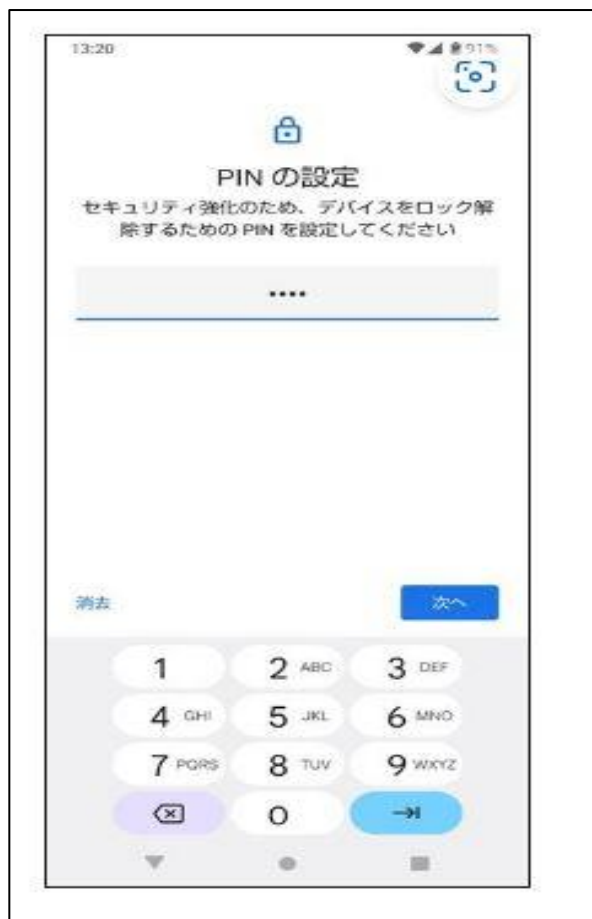 13:20
91%
PIN の設定
セキュリティ強化のため、デバイスをロック解
除するための PIN を設定してください
••••
消去
次へ
1
2 ABC
3 DEF
4 GHI
5 JKL
6 MNO
7 PQRS
8 TUV
9 WXYZ
0